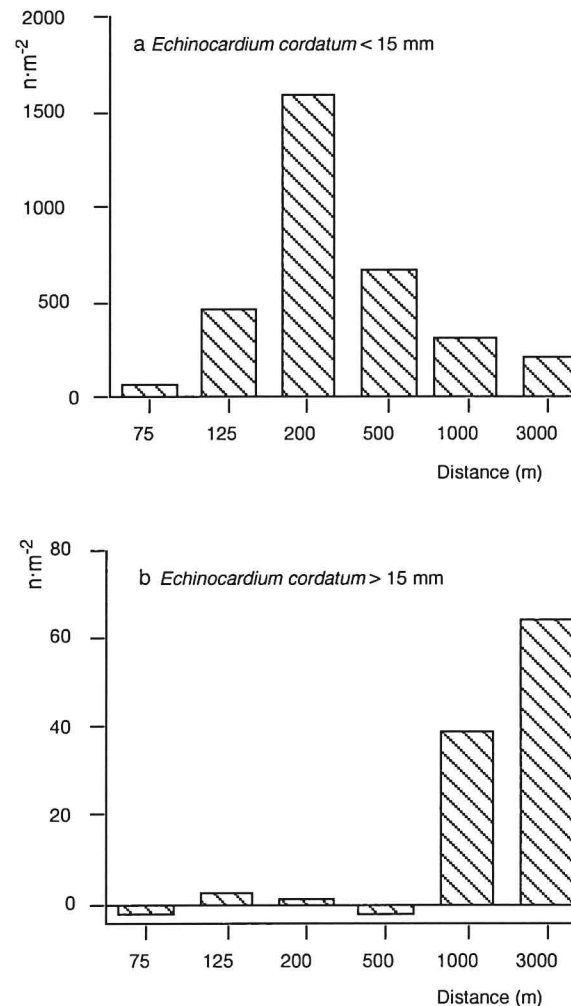 n·m-2
a Echinocardium cordatum < 15 mm
2000
1500
1000
500
0
75 125 200 500 1000 3000
Distance (m)
n·m-2
b Echinocardium cordatum > 15 mm
80
60
40
20
0
75 125 200 500 1000 3000
Distance (m)